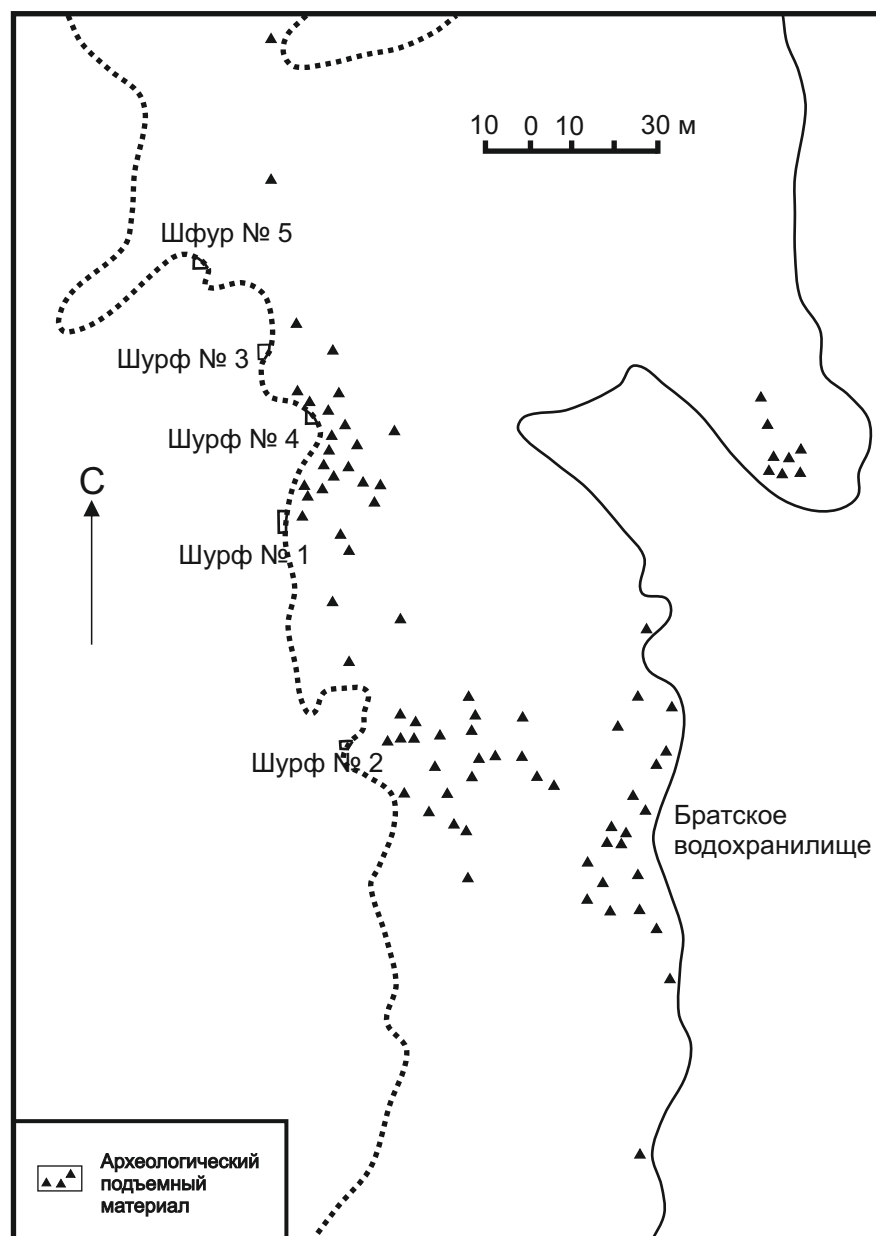 10 0 10 30 м
Шфур № 5
Шурф № 3
Шурф № 4
С
Шурф № 1
Шурф № 2
Братское
водохранилище
Археологический
подъемный
материал